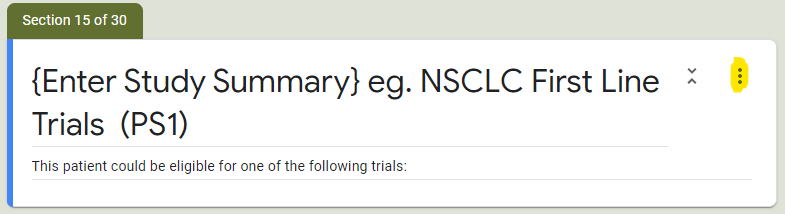 Section 15 of 30
{Enter Study Summary} eg. NSCLC First Line
Trials (PS1)
This patient could be eligible for one of the following trials: